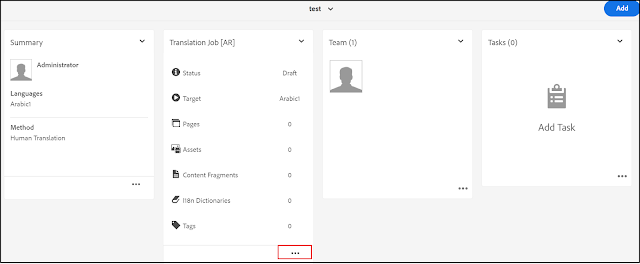 test
Add
Summary
Administrator
Languages
Arabic1
Method
Human Translation
Translation Job [AR]
Status Draft
Target Arabic1
Pages 0
Assets 0
Content Fragments 0
I18n Dictionaries 0
Tags 0
Team (1)
Tasks (0)
Add Task